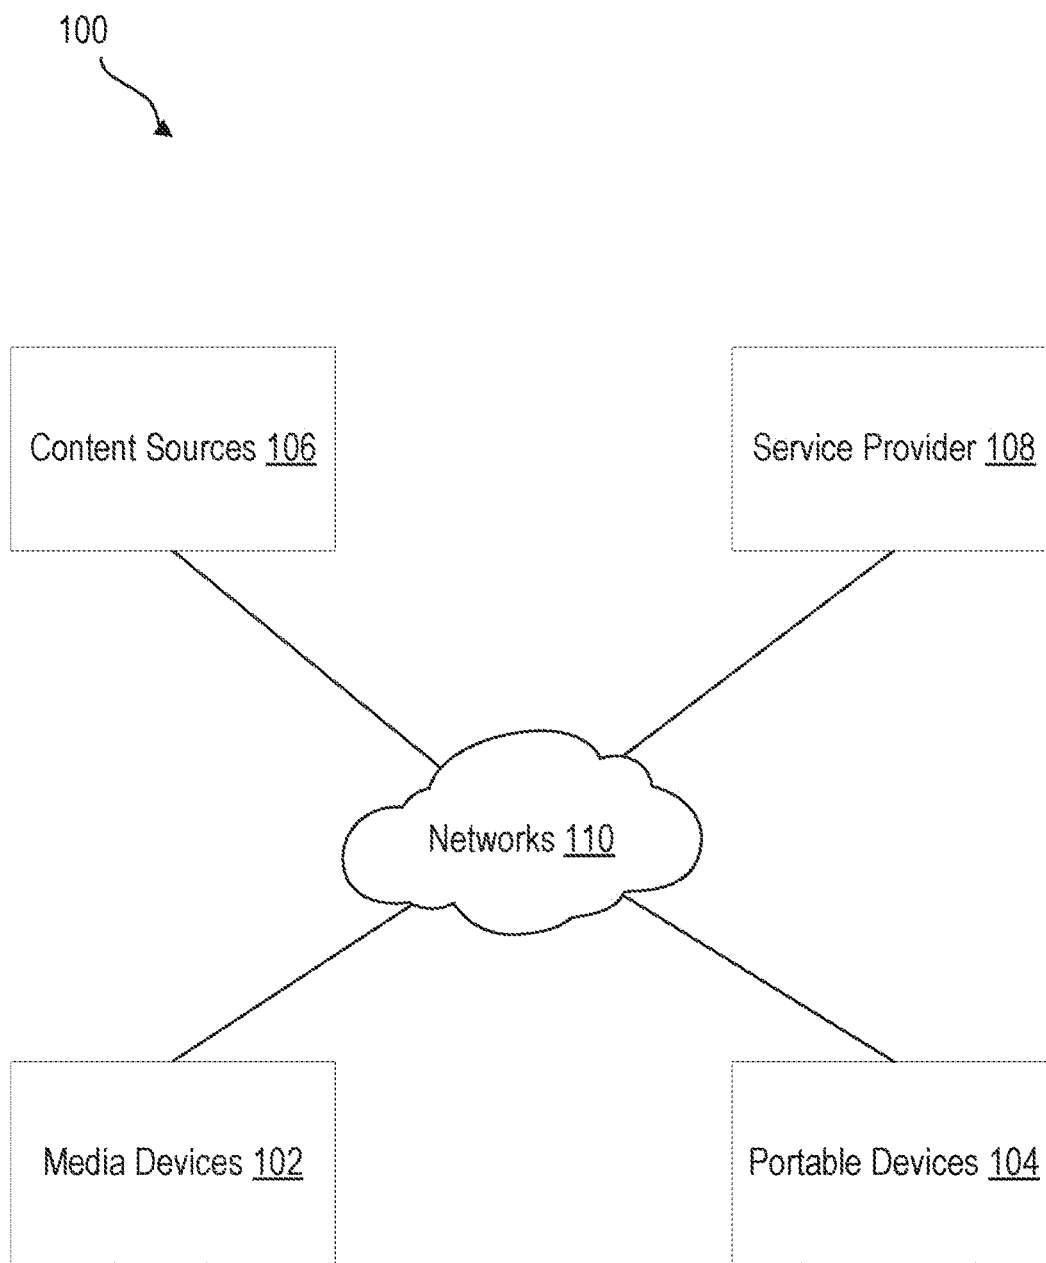 100
Content Sources 106
Service Provider 108
Networks 110
Media Devices 102
Portable Devices 104